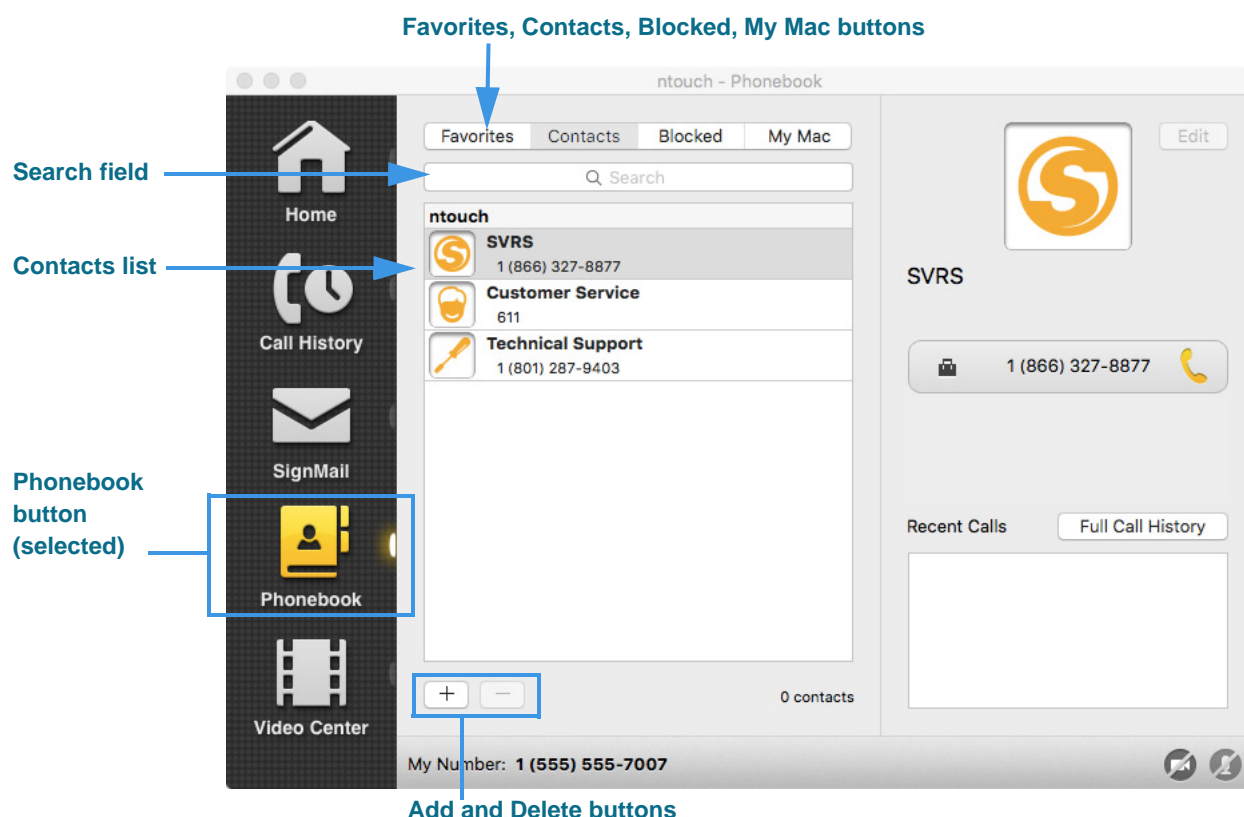 Favorites, Contacts, Blocked, My Mac buttons
ntouch - Phonebook
Favorites Contacts Blocked My Mac
Edit
Search field
Search
Home
ntouch
SVRS
1 (866) 327-8877
Contacts list
SVRS
Customer Service
611
Call History
Technical Support
1 (801) 287-9403
1 (866) 327-8877
SignMail
Phonebook
button
(selected)
Recent Calls
Full Call History
Phonebook
0 contacts
Video Center
My Number: 1 (555) 555-7007
Add and Delete buttons